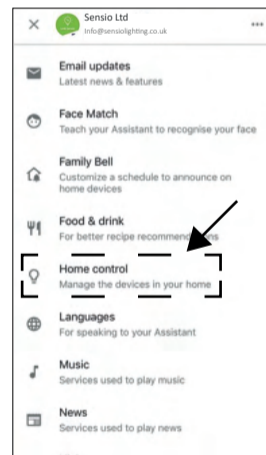 Sensio Ltd
Info@sensiolighting.co.uk
Email updates
Latest news & features
Face Match
Teach your Assistant to recognise your face
Family Bell
Customize a schedule to announce on
home devices
Food & drink
For better recipe recommendations
Home control
Manage the devices in your home
Languages
For speaking to your Assistant
Music
Services used to play music
News
Services used to play news